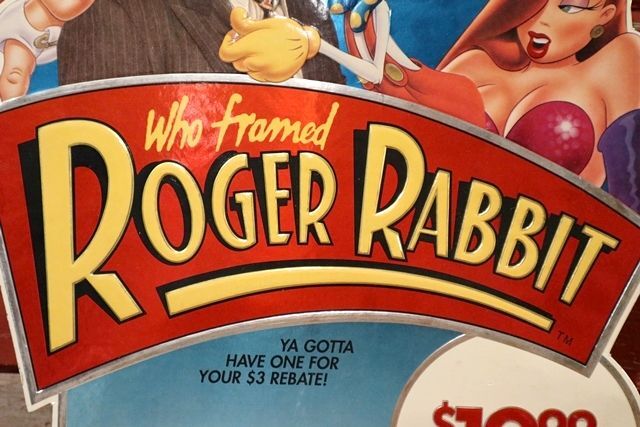 Who framed
ROGER RABBIT
TM
YA GOTTA
HAVE ONE FOR
YOUR $3 REBATE!